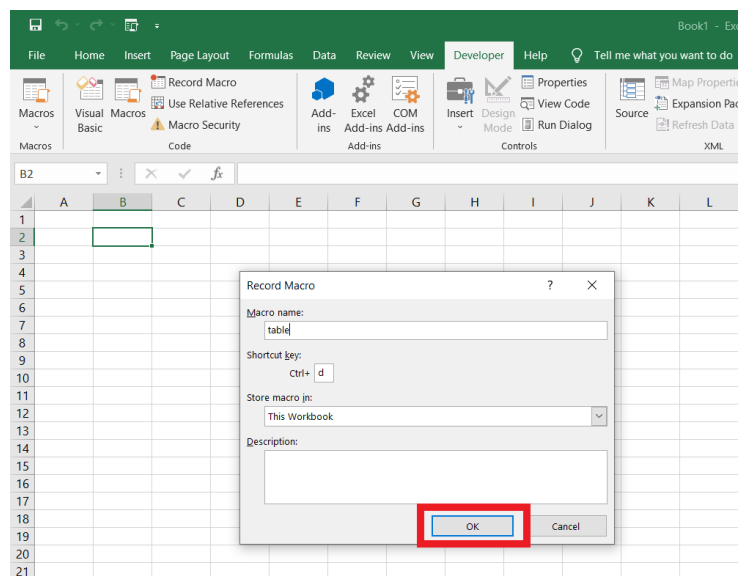 Book1 - Exc
File Home Insert Page Layout Formulas Data Review View Developer Help Tell me what you want to do
Record Macro
Use Relative References
Macro Security
Macros
Visual Basic
Macros
Add-ins
Excel Add-ins
COM Add-ins
Insert
Design Mode
Properties
View Code
Run Dialog
Source
Map Properti
Expansion Pac
Refresh Data
Macros Code Add-ins Controls XML
B2 fx
A B C D E F G H I J K L
1
2
3
4
5
6
7
8
9
10
11
12
13
14
15
16
17
18
19
20
21
Record Macro ?
Macro name:
table
Shortcut key:
Ctrl+ d
Store macro in:
This Workbook
Description:
OK Cancel